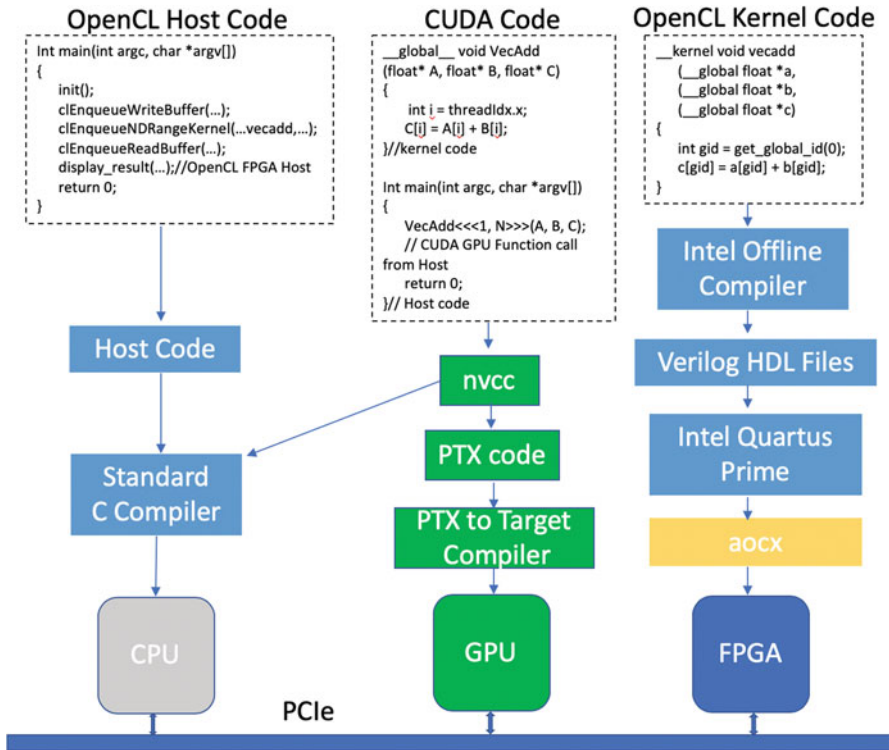 OpenCL Host Code
Int main(int argc, char *argv[])
{
init();
clEnqueueWriteBuffer(...);
clEnqueueNDRangeKernel(...vecadd,...);
clEnqueueReadBuffer(...);
display_result(...);//OpenCL FPGA Host
return 0;
}
Host Code
Standard
C Compiler
CPU
CUDA Code
__global__ void VecAdd
(float* A, float* B, float* C)
{
int i = threadIdx.x;
C[i] = A[i] + B[i];
}//kernel code
Int main(int argc, char *argv[])
{
VecAdd<<<1, N>>>(A, B, C);
// CUDA GPU Function call
from Host
return 0;
}// Host code
nvcc
PTX code
PTX to Target
Compiler
GPU
OpenCL Kernel Code
__kernel void vecadd
(__global float *a,
(__global float *b,
(__global float *c)
{
int gid = get_global_id(0);
c[gid] = a[gid] + b[gid];
}
Intel Offline
Compiler
Verilog HDL Files
Intel Quartus
Prime
aocx
FPGA
PCIe